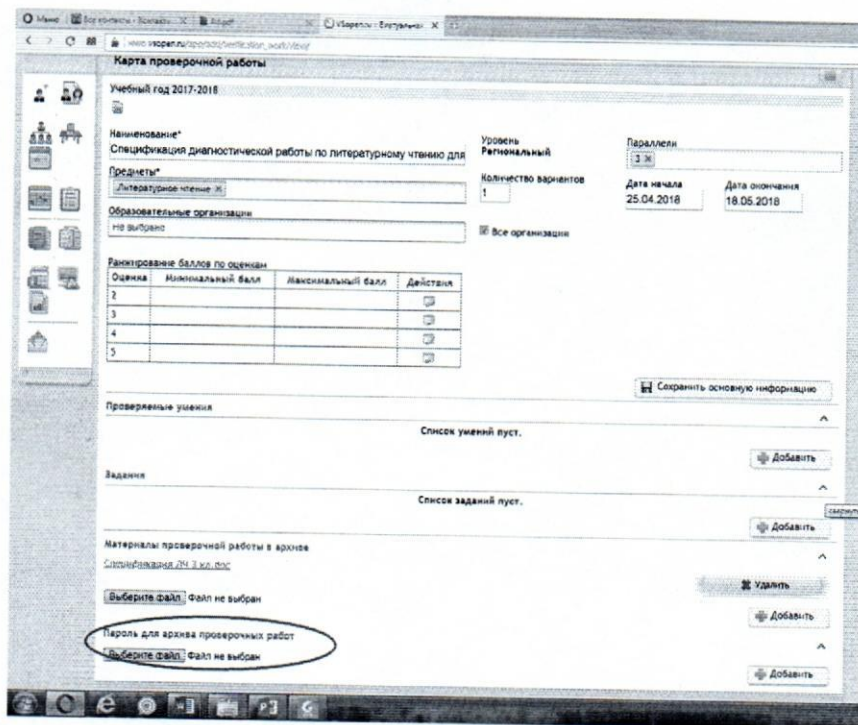 Меню
VSopen.ru - Виртуальн
Карта проверочной работы
Учебный год 2017-2018
Наименование*
Спецификация диагностической работы по литературному чтению для
Уровень
Региональный
Параллели
3 ×
Предметы*
Литературное чтение ×
Количество вариантов
1
Дата начала
25.04.2018
Дата окончания
18.05.2018
Образовательные организации
Не выбрано
Все организации
Ранжирование баллов по оценкам
Оценка Минимальный балл Максимальный балл Действия
2
3
4
5
Сохранить основную информацию
Проверяемые умения
Список умений пуст.
Добавить
Задания
Список заданий пуст.
свернуть
Добавить
Материалы проверочной работы в архиве
Спецификация ЛЧ 3 кл.doc
Удалить
Выберите файл Файл не выбран
Добавить
Пароль для архива проверочных работ
Выберите файл Файл не выбран
Добавить